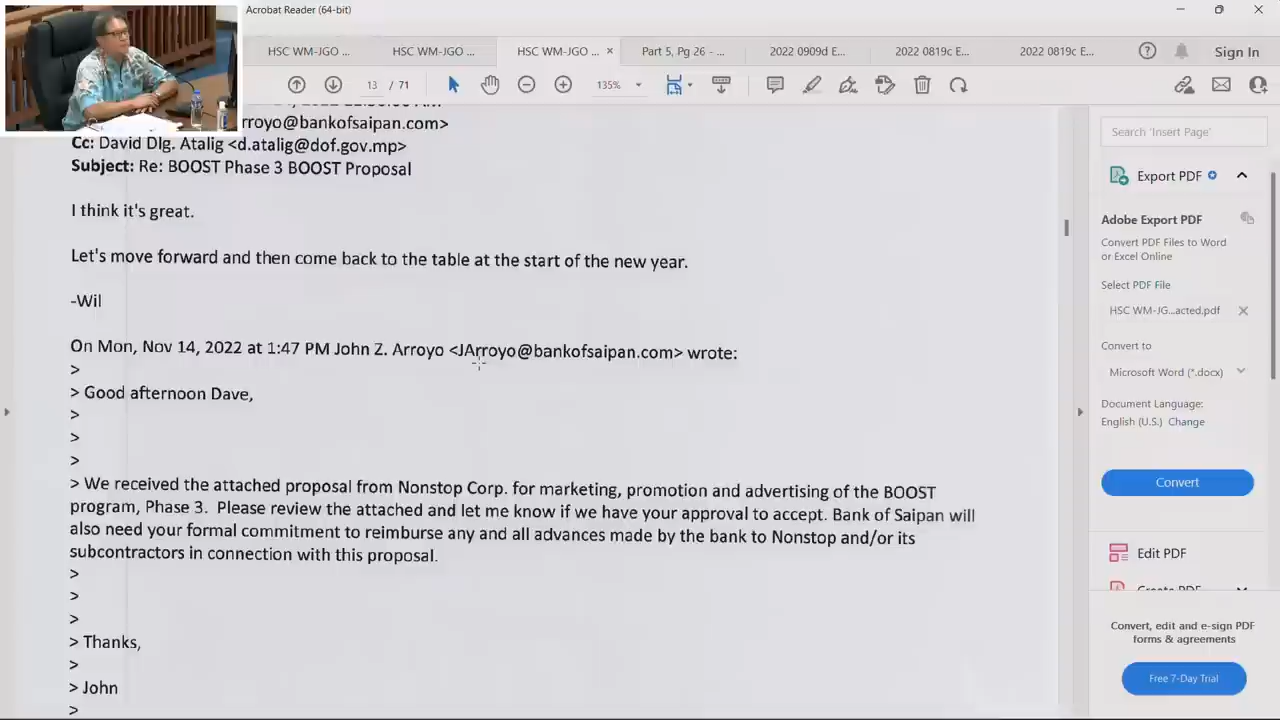 Acrobat Reader (64-bit)
HSC WM-JGO ...
HSC WM-JGO ...
HSC WM-JGO ...
Part 5, Pg 26 - ...
2022 0909d E...
2022 0819c E...
2022 0819c E...
Sign In
13 / 71
135%
rroyo@bankofsaipan.com>
Cc: David Dlg. Atalig <d.atalig@dof.gov.mp>
Subject: Re: BOOST Phase 3 BOOST Proposal
I think it's great.
Let's move forward and then come back to the table at the start of the new year.
-Wil
On Mon, Nov 14, 2022 at 1:47 PM John Z. Arroyo <JArroyo@bankofsaipan.com> wrote:
>
> Good afternoon Dave,
>
>
>
> We received the attached proposal from Nonstop Corp. for marketing, promotion and advertising of the BOOST
program, Phase 3. Please review the attached and let me know if we have your approval to accept. Bank of Saipan will
also need your formal commitment to reimburse any and all advances made by the bank to Nonstop and/or its
subcontractors in connection with this proposal.
>
>
>
> Thanks,
>
> John
>
Search 'Insert Page'
Export PDF
Adobe Export PDF
Convert PDF Files to Word
or Excel Online
Select PDF File
HSC WM-JG...acted.pdf
Convert to
Microsoft Word (*.docx)
Document Language:
English (U.S.) Change
Convert
Edit PDF
Convert, edit and e-sign PDF
forms & agreements
Free 7-Day Trial